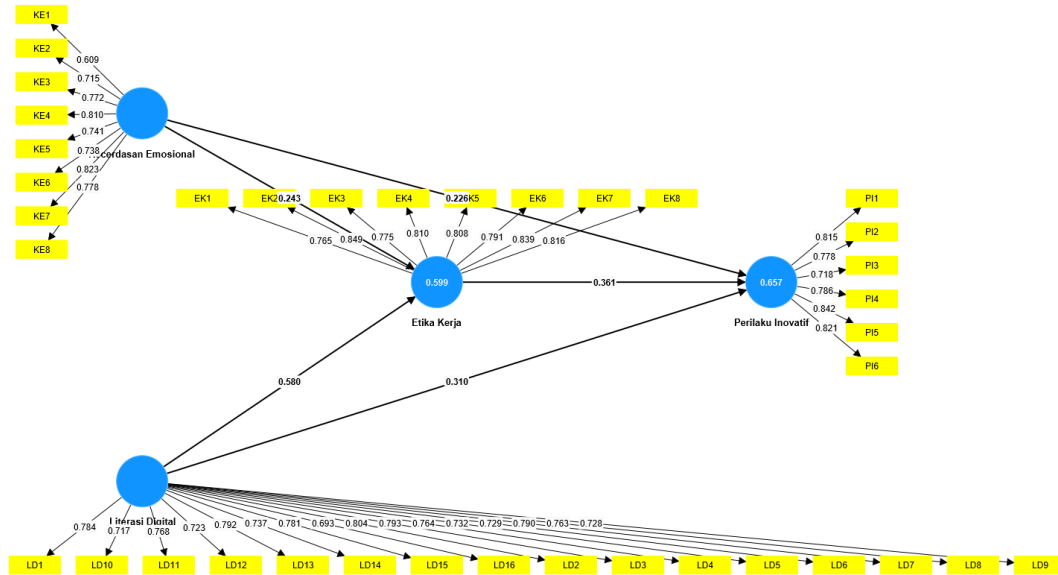 KE1
KE2
KE3
KE4
KE5
KE6
KE7
KE8
0.609
0.715
0.772
0.810
0.741
0.738
0.823
0.778
Emosional
EK1
EK3
EK4
EK6
EK7
EK8
0.243
0.226
0.765
0.849
0.775
0.810
0.808
0.791
0.839
0.816
0.599
Etika Kerja
0.361
0.657
Perilaku Inovatif
PI1
PI2
PI3
PI4
PI5
PI6
0.815
0.778
0.718
0.786
0.842
0.821
0.580
0.310
Literasi Digital
0.784
0.717
0.768
0.723
0.792
0.737
0.781
0.693
0.804
0.793
0.764
0.732
0.729
0.790
0.763
0.728
LD1
LD10
LD11
LD12
LD13
LD14
LD15
LD16
LD2
LD3
LD4
LD5
LD6
LD7
LD8
LD9